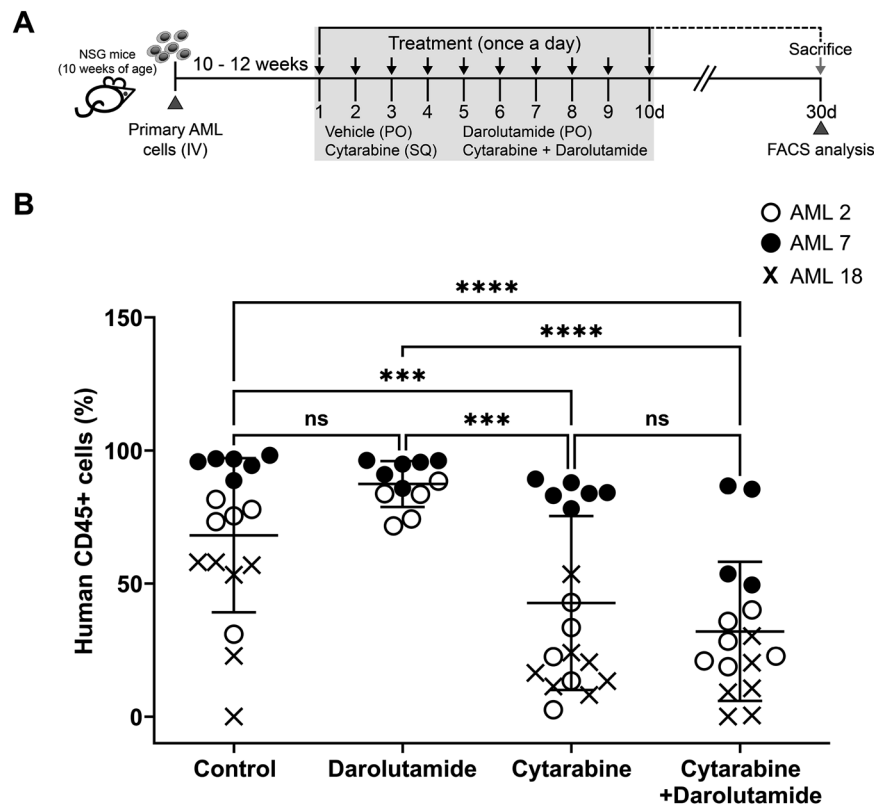 A
NSG mice
(10 weeks of age)
10 - 12 weeks
Treatment (once a day)
Sacrifice
1 2 3 4 5 6 7 8 9 10d
30d
Primary AML
cells (IV)
Vehicle (PO)
Cytarabine (SQ)
Darolutamide (PO)
Cytarabine + Darolutamide
FACS analysis
B
AML 2
AML 7
X AML 18
****
****
***
ns
***
ns
Human CD45+ cells (%)
150
100
50
0
Control
Darolutamide
Cytarabine
Cytarabine
+Darolutamide